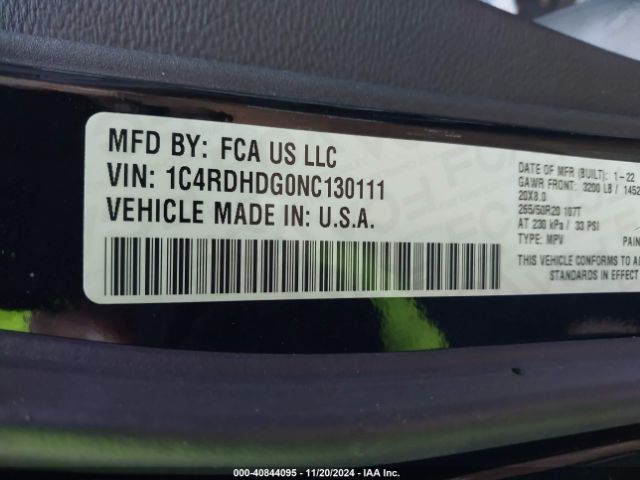 MFD BY: FCA US LLC
VIN: 1C4RDHDG0NC130111
VEHICLE MADE IN: U.S.A.
DATE OF MFR (BUILT): 1-22
GAWR FRONT: 3200 LB / 1452
20X8.0
265/50R20 107T
AT 230 kPa / 33 PSI
TYPE: MPV PAIN
THIS VEHICLE CONFORMS TO AL
STANDARDS IN EFFECT
000-40844095 - 11/20/2024 - IAA Inc.